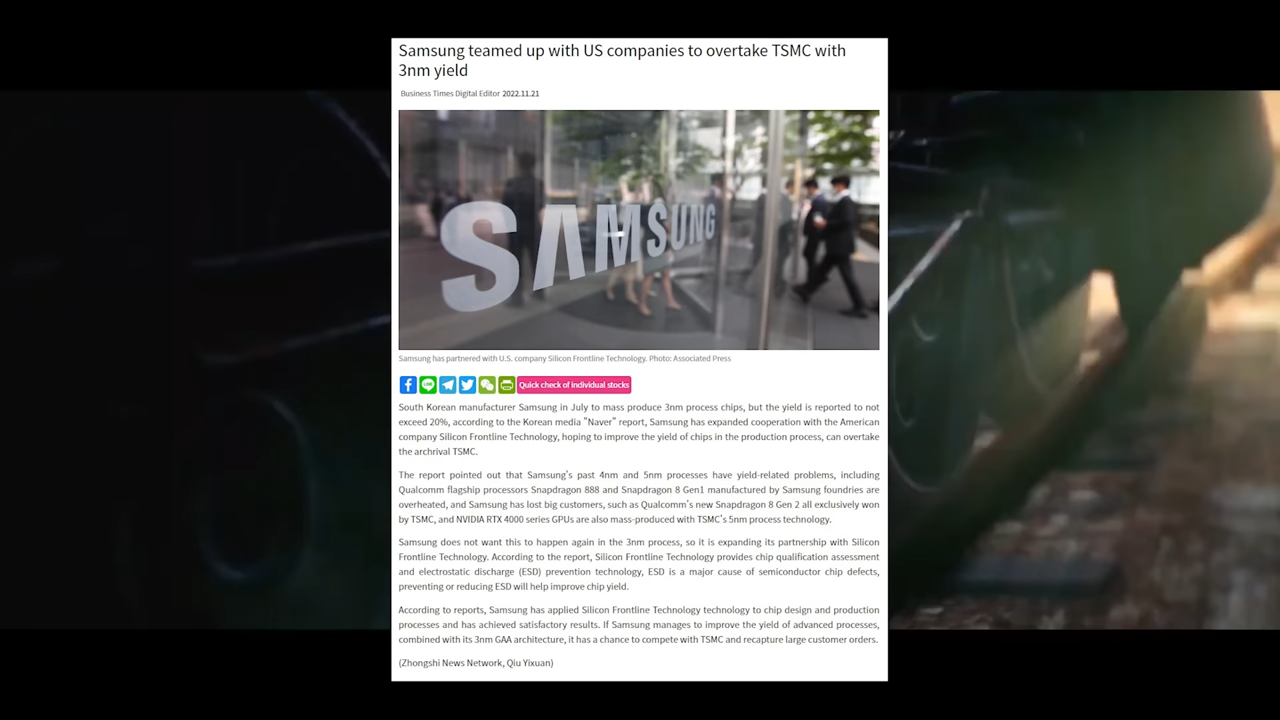 Samsung teamed up with US companies to overtake TSMC with
3nm yield
Business Times Digital Editor 2022.11.21
SAMSUNG
Samsung has partnered with U.S. company Silicon Frontline Technology. Photo: Associated Press
LINE
Quick check of individual stocks
South Korean manufacturer Samsung in July to mass produce 3nm process chips, but the yield is reported to not
exceed 20%, according to the Korean media "Naver" report, Samsung has expanded cooperation with the American
company Silicon Frontline Technology, hoping to improve the yield of chips in the production process, can overtake
the archrival TSMC.
The report pointed out that Samsung's past 4nm and 5nm processes have yield-related problems, including
Qualcomm flagship processors Snapdragon 888 and Snapdragon 8 Gen1 manufactured by Samsung foundries are
overheated, and Samsung has lost big customers, such as Qualcomm's new Snapdragon 8 Gen 2 all exclusively won
by TSMC, and NVIDIA RTX 4000 series GPUs are also mass-produced with TSMC's 5nm process technology.
Samsung does not want this to happen again in the 3nm process, so it is expanding its partnership with Silicon
Frontline Technology. According to the report, Silicon Frontline Technology provides chip qualification assessment
and electrostatic discharge (ESD) prevention technology, ESD is a major cause of semiconductor chip defects,
preventing or reducing ESD will help improve chip yield.
According to reports, Samsung has applied Silicon Frontline Technology technology to chip design and production
processes and has achieved satisfactory results. If Samsung manages to improve the yield of advanced processes,
combined with its 3nm GAA architecture, it has a chance to compete with TSMC and recapture large customer orders.
(Zhongshi News Network, Qiu Yixuan)